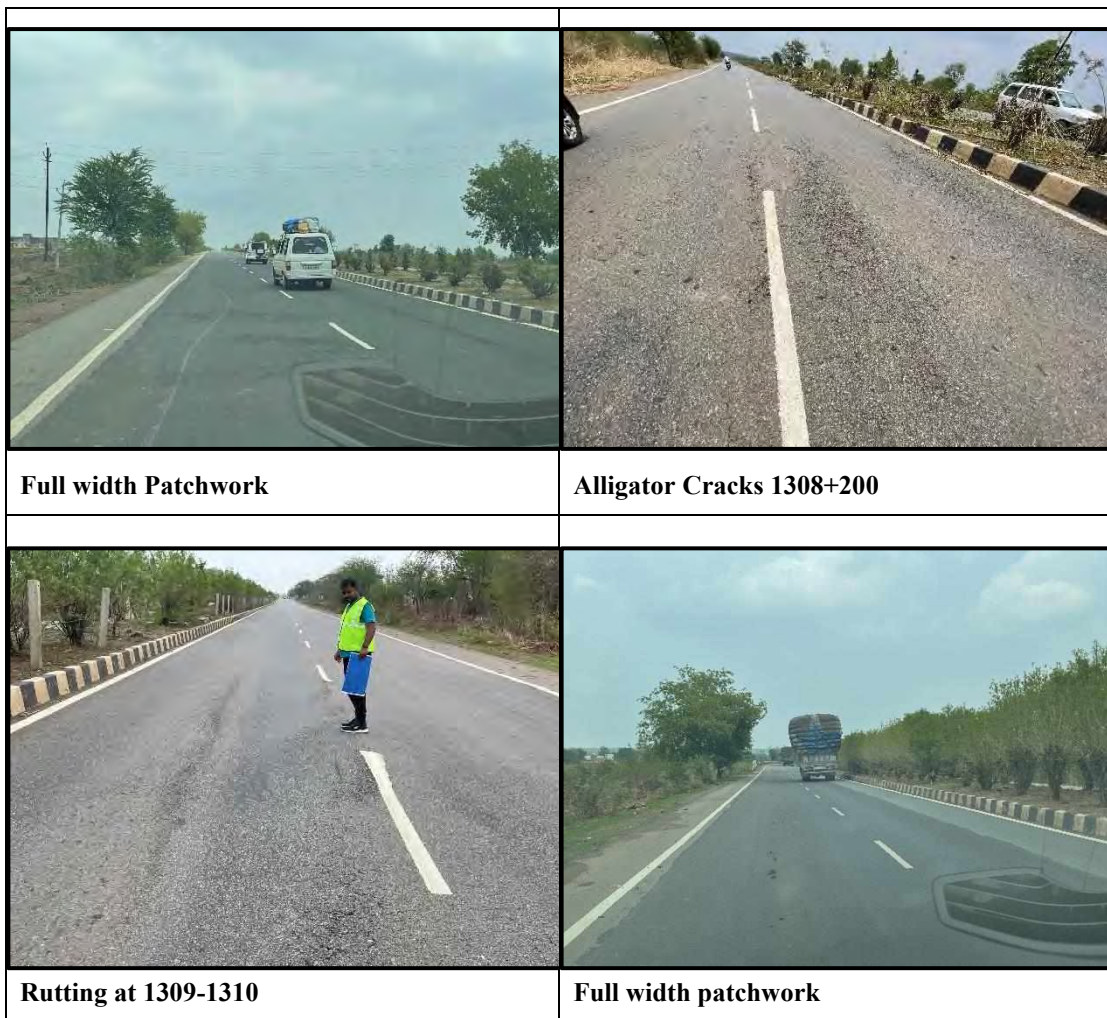 Full width Patchwork
Alligator Cracks 1308+200
Rutting at 1309-1310
Full width patchwork